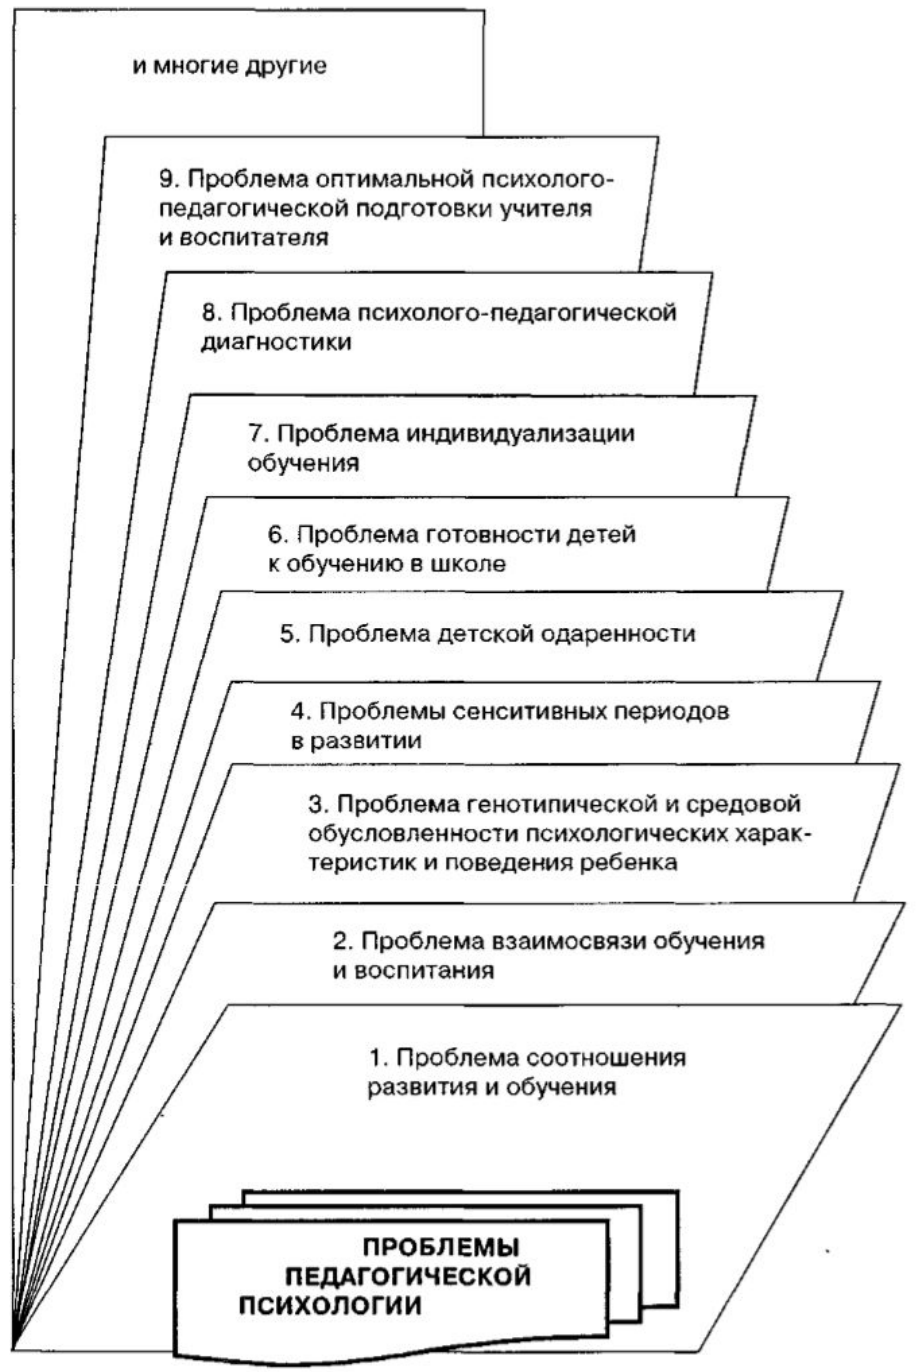 и многие другие
9. Проблема оптимальной психолого-
педагогической подготовки учителя
и воспитателя
8. Проблема психолого-педагогической
диагностики
7. Проблема индивидуализации
обучения
6. Проблема готовности детей
к обучению в школе
5. Проблема детской одаренности
4. Проблемы сенситивных периодов
в развитии
3. Проблема генотипической и средовой
обусловленности психологических харак-
теристик и поведения ребенка
2. Проблема взаимосвязи обучения
и воспитания
1. Проблема соотношения
развития и обучения
ПРОБЛЕМЫ
ПЕДАГОГИЧЕСКОЙ
ПСИХОЛОГИИ